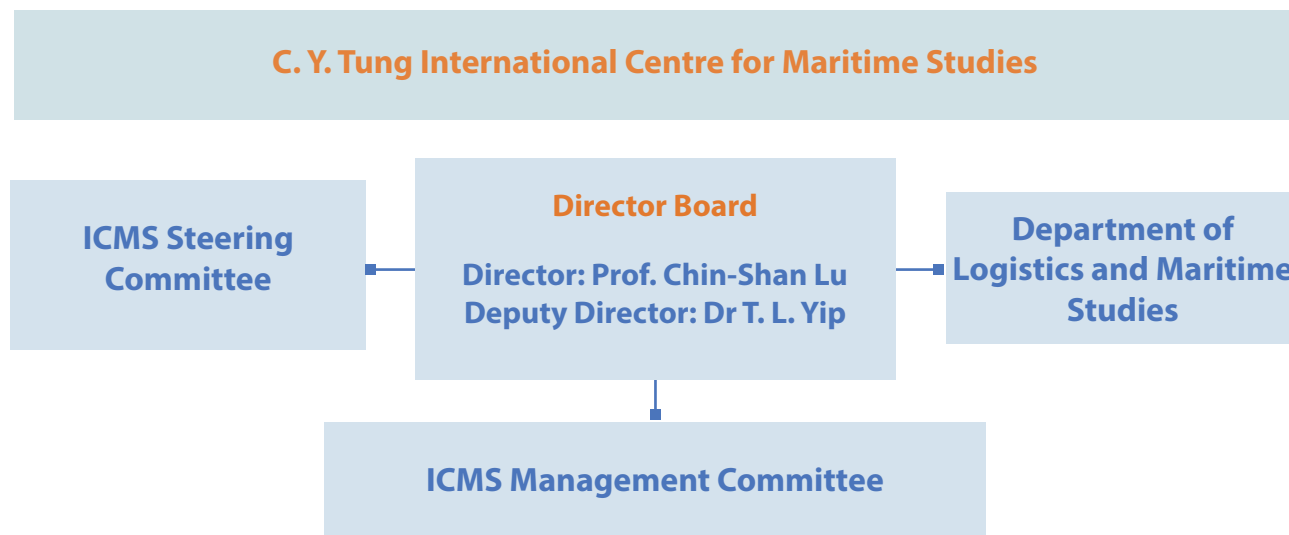 C. Y. Tung International Centre for Maritime Studies
ICMS Steering
Committee
Director Board
Director: Prof. Chin-Shan Lu
Deputy Director: Dr T. L. Yip
Department of
Logistics and Maritime
Studies
ICMS Management Committee